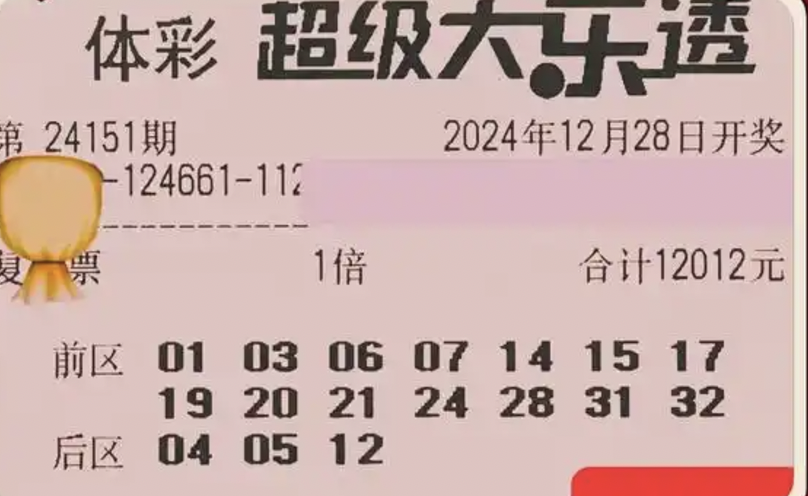 体彩 超级大乐透
第 24151期 2024年12月28日开奖
-124661-112
复 票 1倍 合计12012元
前区 01 03 06 07 14 15 17
19 20 21 24 28 31 32
后区 04 05 12